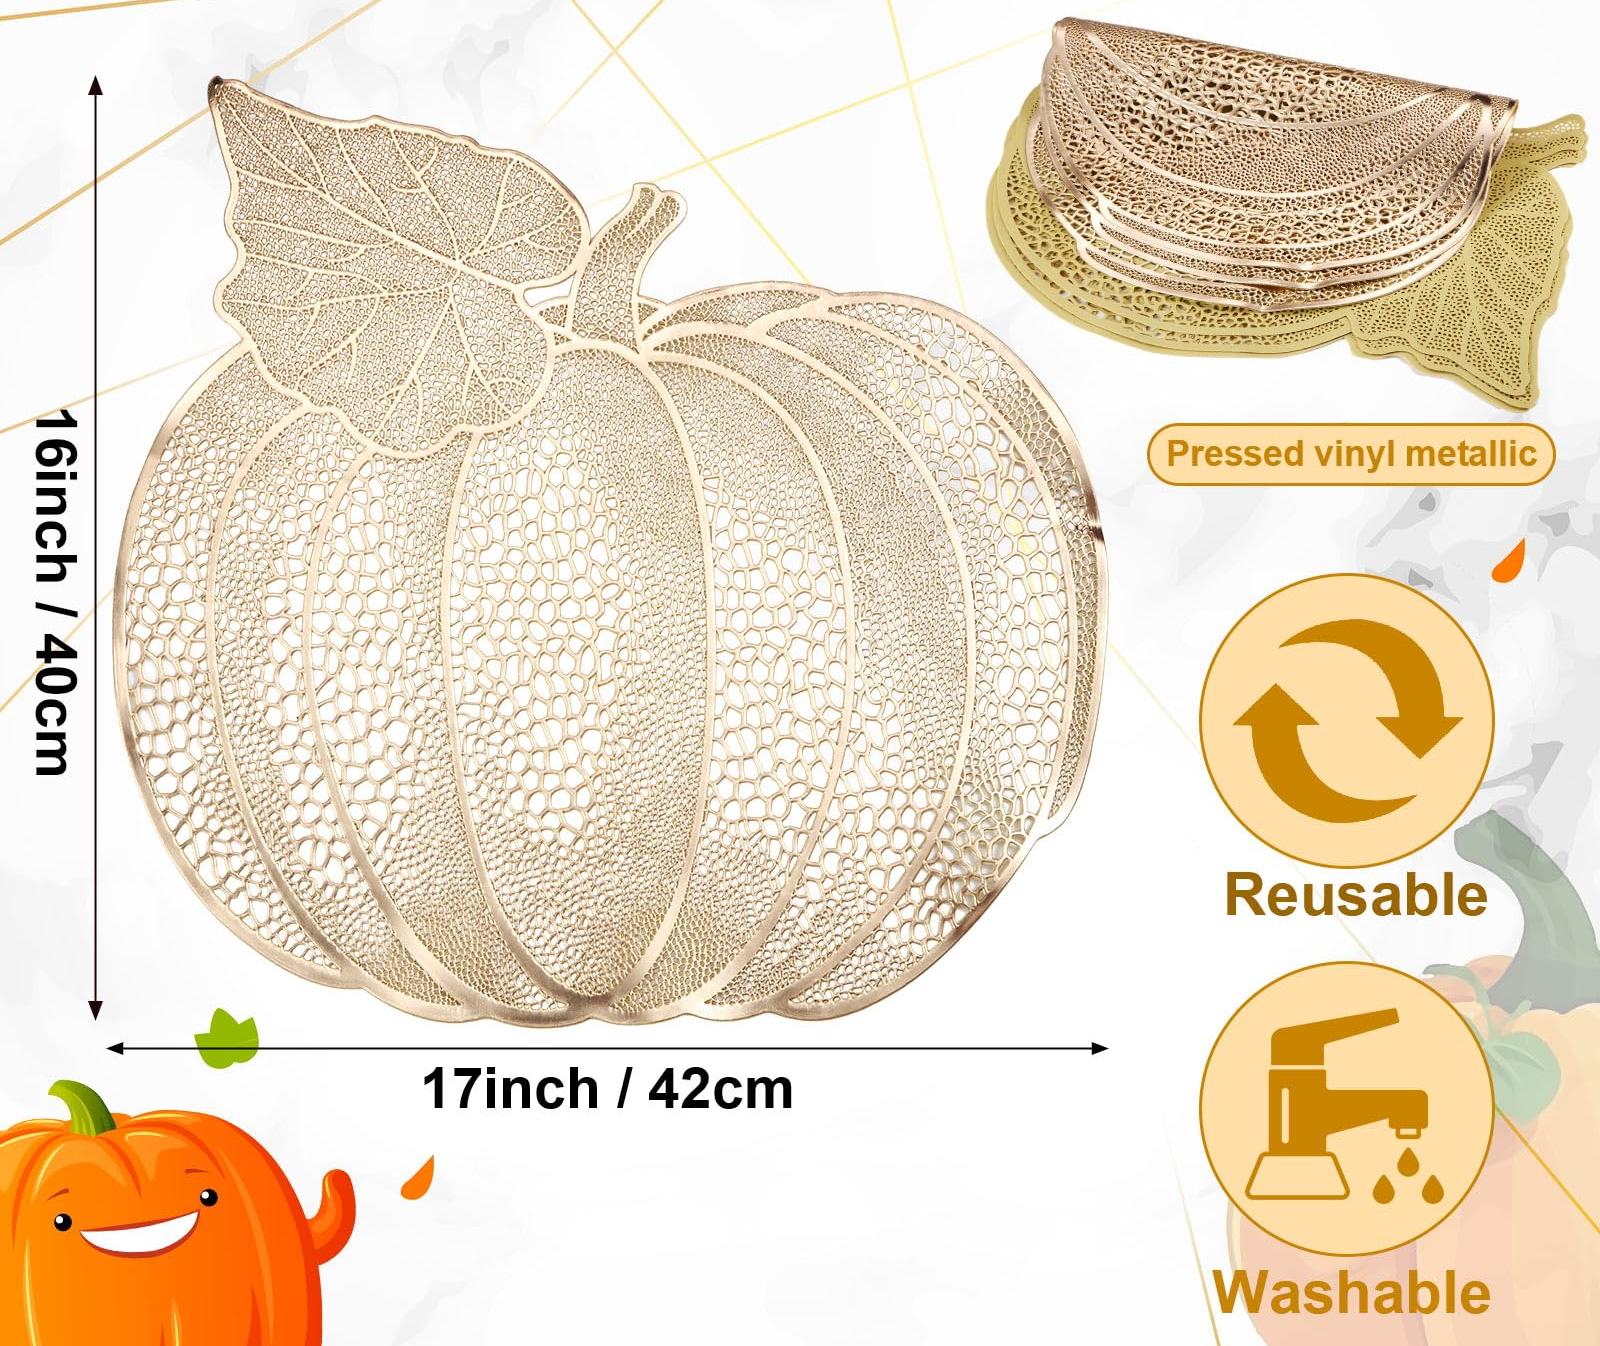 16inch / 40cm
17inch / 42cm
Pressed vinyl metallic
Reusable
Washable